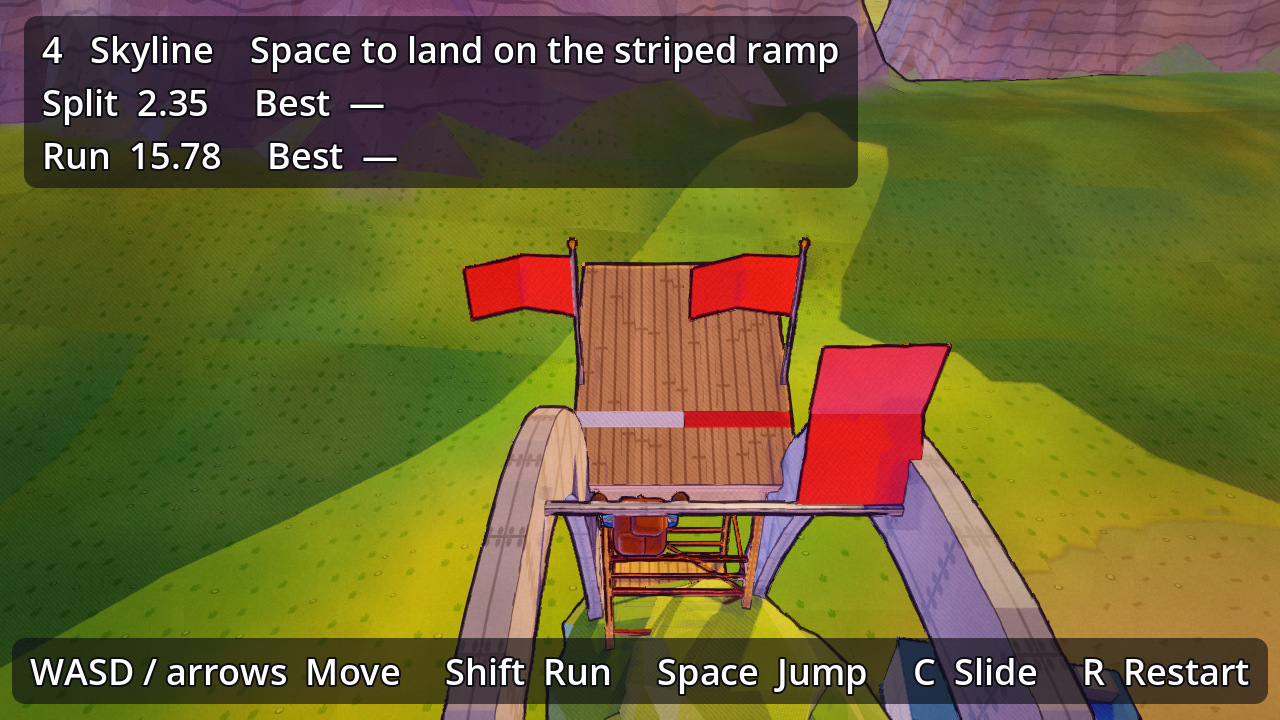 4 Skyline Space to land on the striped ramp
Split 2.35 Best —
Run 15.78 Best —
WASD / arrows Move Shift Run Space Jump C Slide R Restart